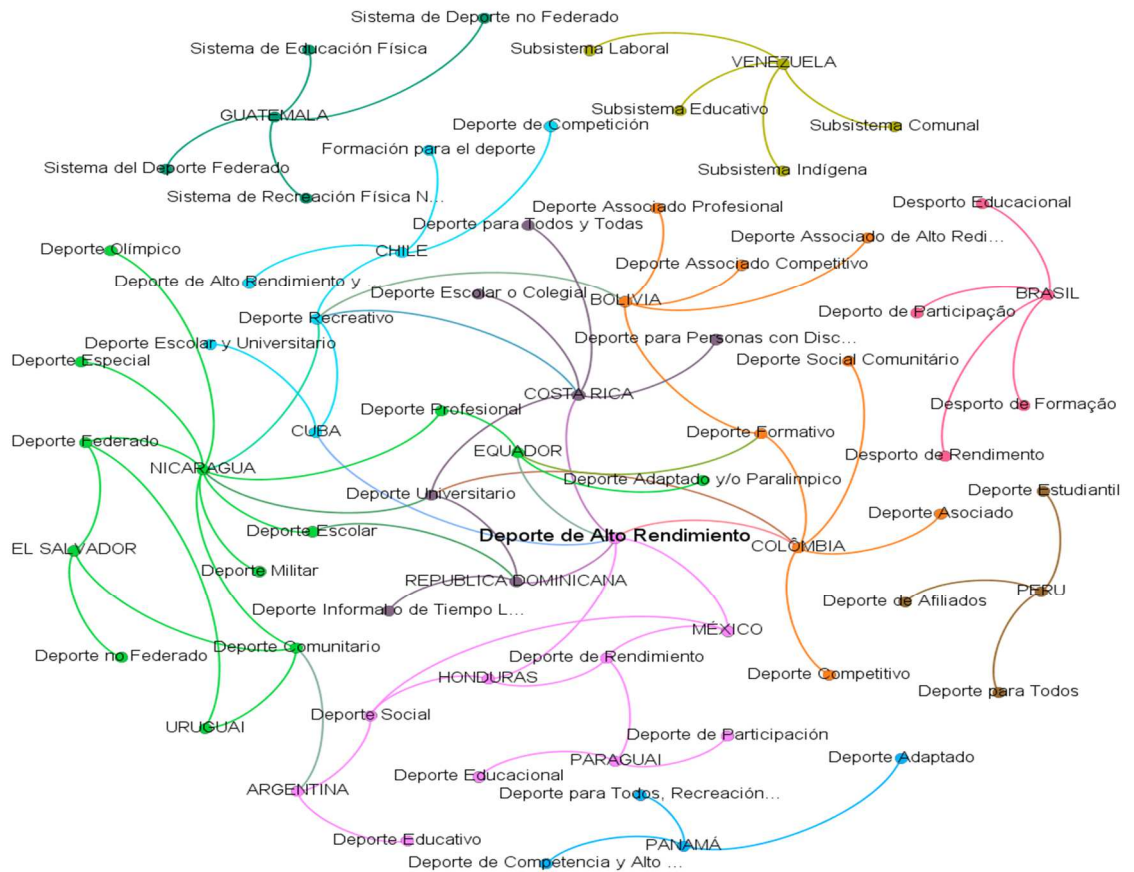 Sistema de Deporte no Federado
Sistema de Educación Física
Subsistema Laboral
VENEZUELA
GUATEMALA
Subsistema Educativo
Deporte de Competición
Subsistema Comunal
Formación para el deporte
Sistema del Deporte Federado
Subsistema Indígena
Sistema de Recreación Física N...
Deporte Associado Profesional
Desporto Educacional
Deporte para Todos y Todas
Deporte Associado de Alto Redi...
Deporte Olímpico
CHILE
Deporte Associado Competitivo
Deporte de Alto Rendimiento y
Deporte Escolar o Colegial
BOLIVIA
BRASIL
Deporto de Participação
Deporte Recreativo
Deporte Escolar y Universitario
Deporte para Personas con Disc...
Deporte Especial
Deporte Social Comunitário
COSTA RICA
Deporte Profesional
Desporto de Formação
CUBA
Deporte Formativo
Deporte Federado
EQUADOR
Desporto de Rendimento
NICARAGUA
Deporte Adaptado y/o Paralimpico
Deporte Universitario
Deporte Estudiantil
Deporte Asociado
Deporte Escolar
Deporte de Alto Rendimiento
COLÔMBIA
EL SALVADOR
Deporte Militar
REPUBLICA DOMINICANA
PERU
Deporte de Afiliados
Deporte Informal o de Tiempo L...
MÉXICO
Deporte Comunitario
Deporte no Federado
Deporte de Rendimiento
HONDURAS
Deporte Competitivo
Deporte para Todos
Deporte Social
URUGUAI
Deporte de Participación
PARAGUAI
Deporte Adaptado
Deporte Educacional
ARGENTINA
Deporte para Todos, Recreación...
Deporte Educativo
PANAMÁ
Deporte de Competencia y Alto ...